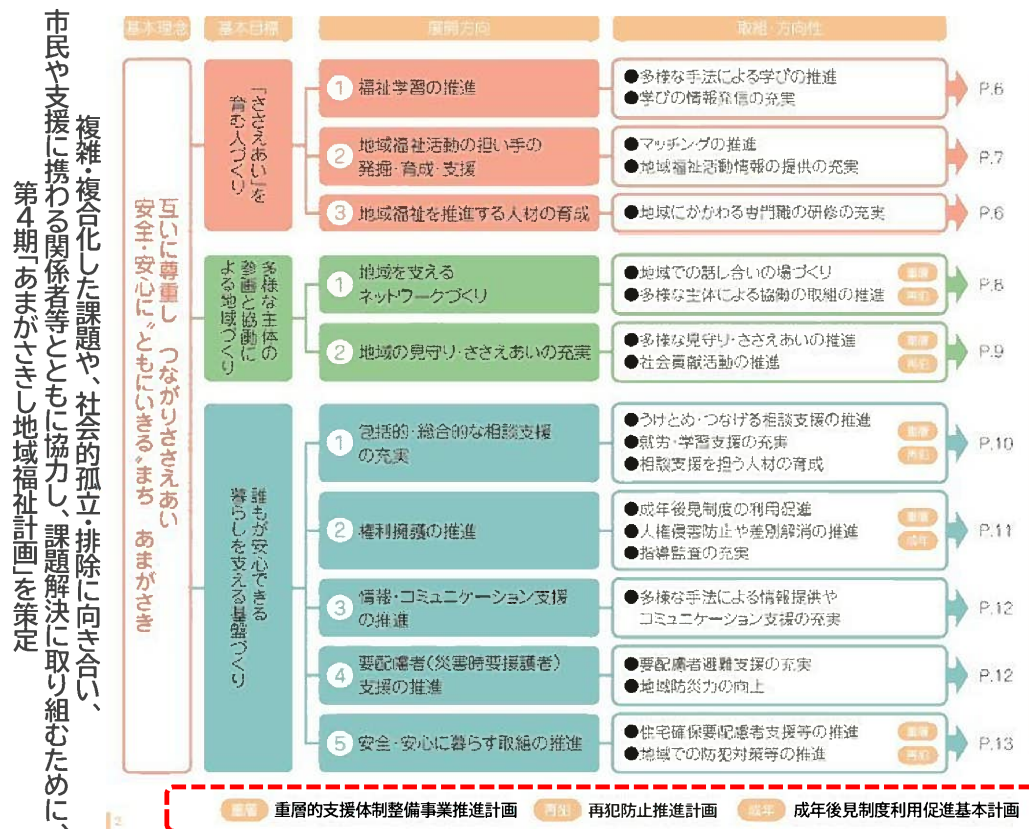 複雑・複合化した課題や、社会的孤立・排除に向き合い、
市民や支援に携わる関係者等とともに協力し、課題解決に取り組むために、
第4期「あまがさきし地域福祉計画」を策定
基本理念
基本目標
展開方向
取組・方向性
互いに尊重し つながりささえあい
安全・安心に“ともにいきる”まち あまがさき
「ささえあい」を
育む人づくり
1 福祉学習の推進
●多様な手法による学びの推進
●学びの情報発信の充実
P.6
2 地域福祉活動の担い手の
発掘・育成・支援
●マッチングの推進
●地域福祉活動情報の提供の充実
P.7
3 地域福祉を推進する人材の育成
●地域にかかわる専門職の研修の充実
P.6
多様な主体の
参画と協働に
よる地域づくり
1 地域を支える
ネットワークづくり
●地域での話し合いの場づくり
●多様な主体による協働の取組の推進
重層
再犯
P.8
2 地域の見守り・ささえあいの充実
●多様な見守り・ささえあいの推進
●社会貢献活動の推進
重層
再犯
P.9
誰もが安心できる
暮らしを支える基盤づくり
1 包括的・総合的な相談支援
の充実
●うけとめ・つなげる相談支援の推進
●就労・学習支援の充実
●相談支援を担う人材の育成
重層
再犯
P.10
2 権利擁護の推進
●成年後見制度の利用促進
●人権侵害防止や差別解消の推進
●指導監査の充実
重層
成年
P.11
3 情報・コミュニケーション支援
の推進
●多様な手法による情報提供や
コミュニケーション支援の充実
P.12
4 要配慮者(災害時要援護者)
支援の推進
●要配慮者避難支援の充実
●地域防災力の向上
P.12
5 安全・安心に暮らす取組の推進
●住宅確保要配慮者支援等の推進
●地域での防犯対策等の推進
重層
再犯
P.13
重層 重層的支援体制整備事業推進計画 再犯 再犯防止推進計画 成年 成年後見制度利用促進基本計画
2